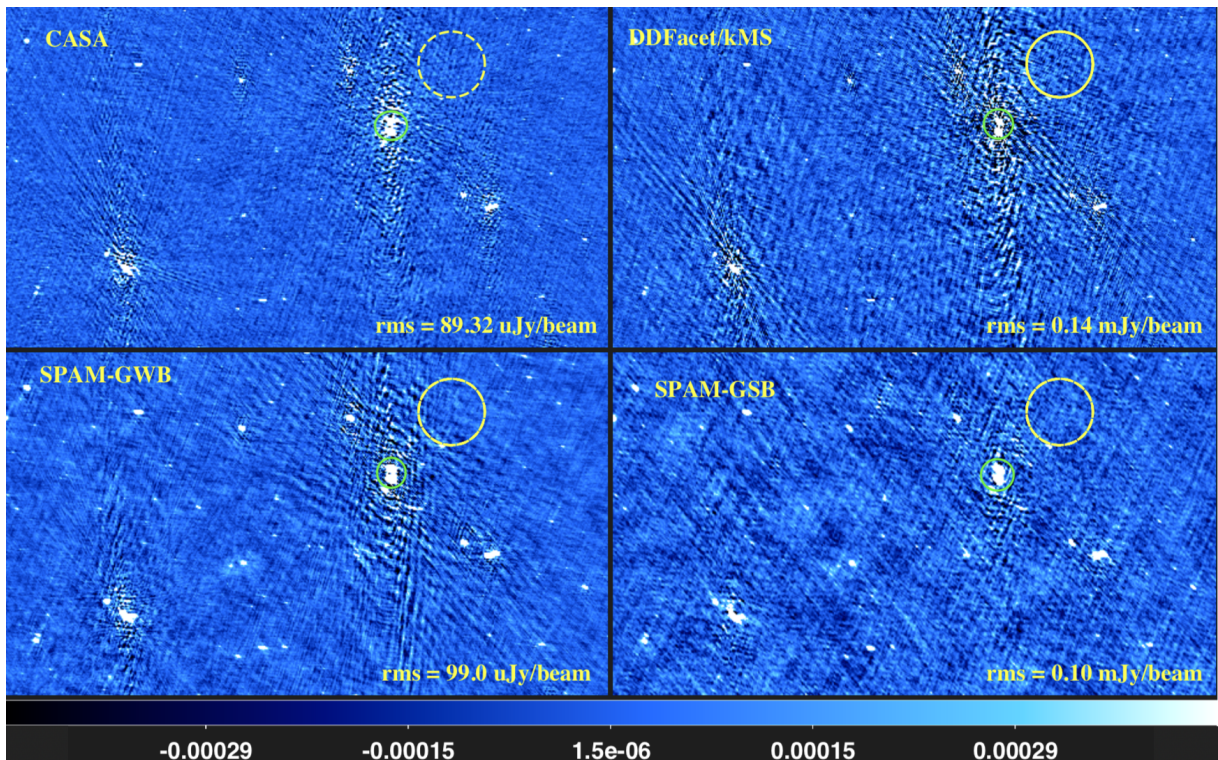 CASA
DDFacet/kMS
rms = 89.32 uJy/beam
rms = 0.14 mJy/beam
SPAM-GWB
SPAM-GSB
rms = 99.0 uJy/beam
rms = 0.10 mJy/beam
-0.00029 -0.00015 1.5e-06 0.00015 0.00029